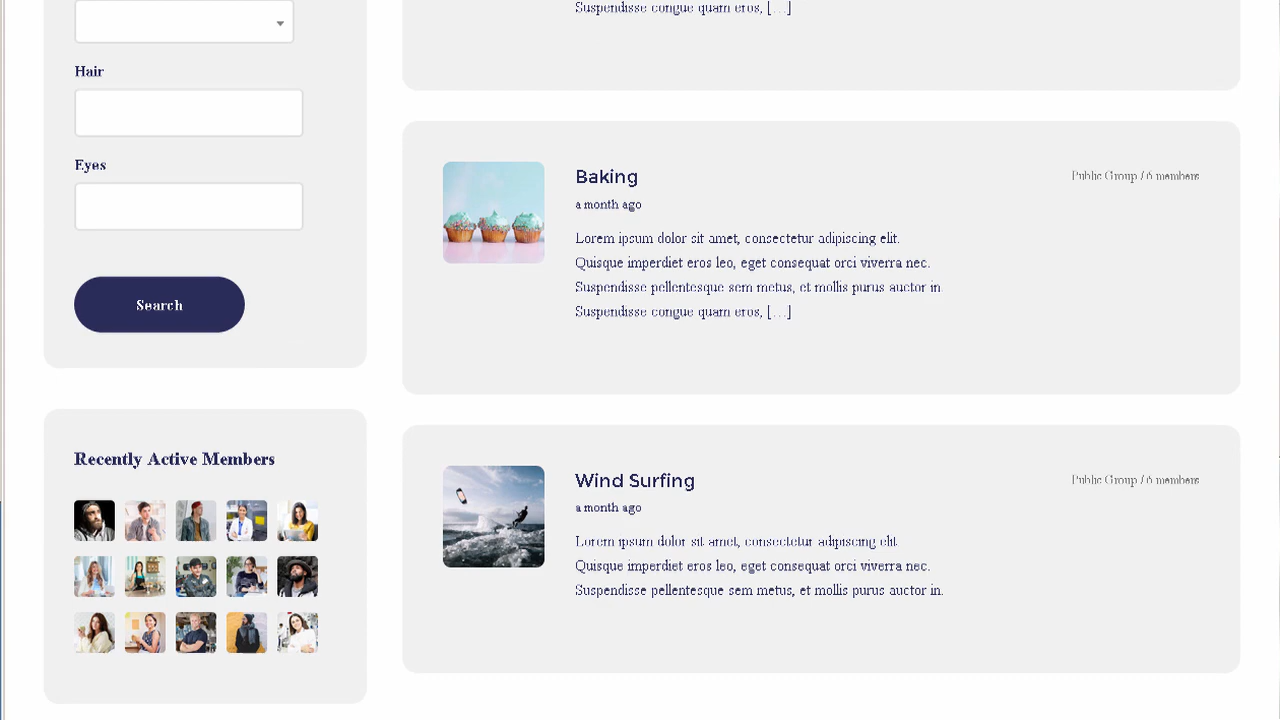 Suspendisse congue quam eros, [...]
Hair
Eyes
Search
Baking
Public Group / 6 members
a month ago
Lorem ipsum dolor sit amet, consectetur adipiscing elit.
Quisque imperdiet eros leo, eget consequat orci viverra nec.
Suspendisse pellentesque sem metus, et mollis purus auctor in.
Suspendisse congue quam eros, [...]
Recently Active Members
Wind Surfing
Public Group / 6 members
a month ago
Lorem ipsum dolor sit amet, consectetur adipiscing elit.
Quisque imperdiet eros leo, eget consequat orci viverra nec.
Suspendisse pellentesque sem metus, et mollis purus auctor in.